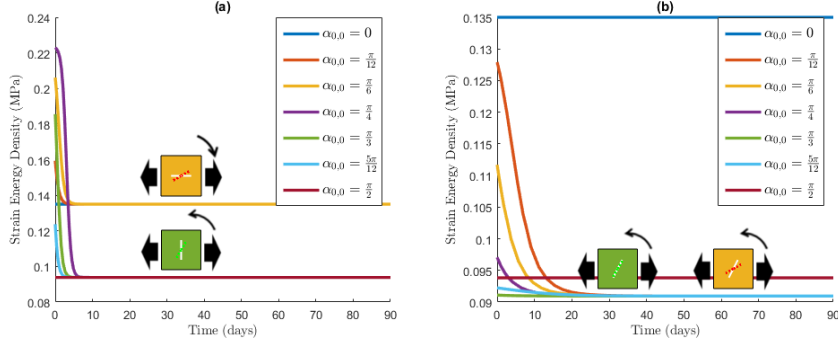 (a)
Strain Energy Density (MPa)
0.24
0.22
0.2
0.18
0.16
0.14
0.12
0.1
0.08
0 10 20 30 40 50 60 70 80 90
Time (days)
α0,0 = 0
α0,0 = π/12
α0,0 = π/6
α0,0 = π/4
α0,0 = π/3
α0,0 = 5π/12
α0,0 = π/2
(b)
Strain Energy Density (MPa)
0.135
0.13
0.125
0.12
0.115
0.11
0.105
0.1
0.095
0.09
0 10 20 30 40 50 60 70 80 90
Time (days)
α0,0 = 0
α0,0 = π/12
α0,0 = π/6
α0,0 = π/4
α0,0 = π/3
α0,0 = 5π/12
α0,0 = π/2